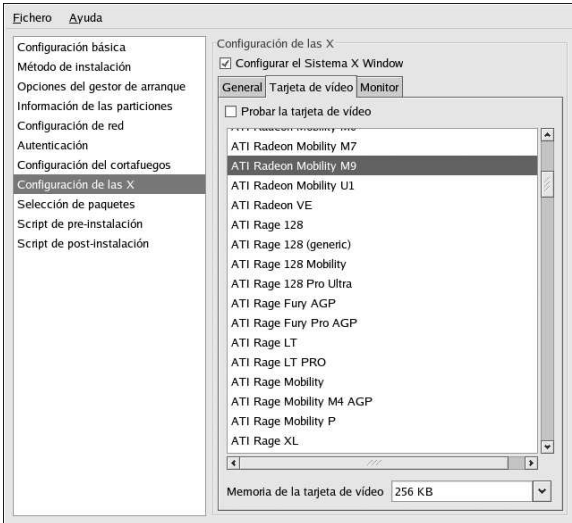 Fichero Ayuda
Configuración básica
Método de instalación
Opciones del gestor de arranque
Información de las particiones
Configuración de red
Autenticación
Configuración del cortafuegos
Configuración de las X
Selección de paquetes
Script de pre-instalación
Script de post-instalación
Configuración de las X
Configurar el Sistema X Window
General Tarjeta de vídeo Monitor
Probar la tarjeta de vídeo
ATI Radeon Mobility M6
ATI Radeon Mobility M7
ATI Radeon Mobility M9
ATI Radeon Mobility U1
ATI Radeon VE
ATI Rage 128
ATI Rage 128 (generic)
ATI Rage 128 Mobility
ATI Rage 128 Pro Ultra
ATI Rage Fury AGP
ATI Rage Fury Pro AGP
ATI Rage LT
ATI Rage LT PRO
ATI Rage Mobility
ATI Rage Mobility M4 AGP
ATI Rage Mobility P
ATI Rage XL
Memoria de la tarjeta de vídeo 256 KB